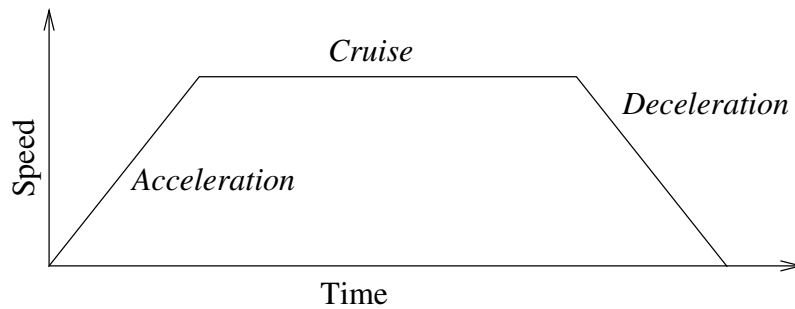 Cruise
Deceleration
Acceleration
Speed
Time